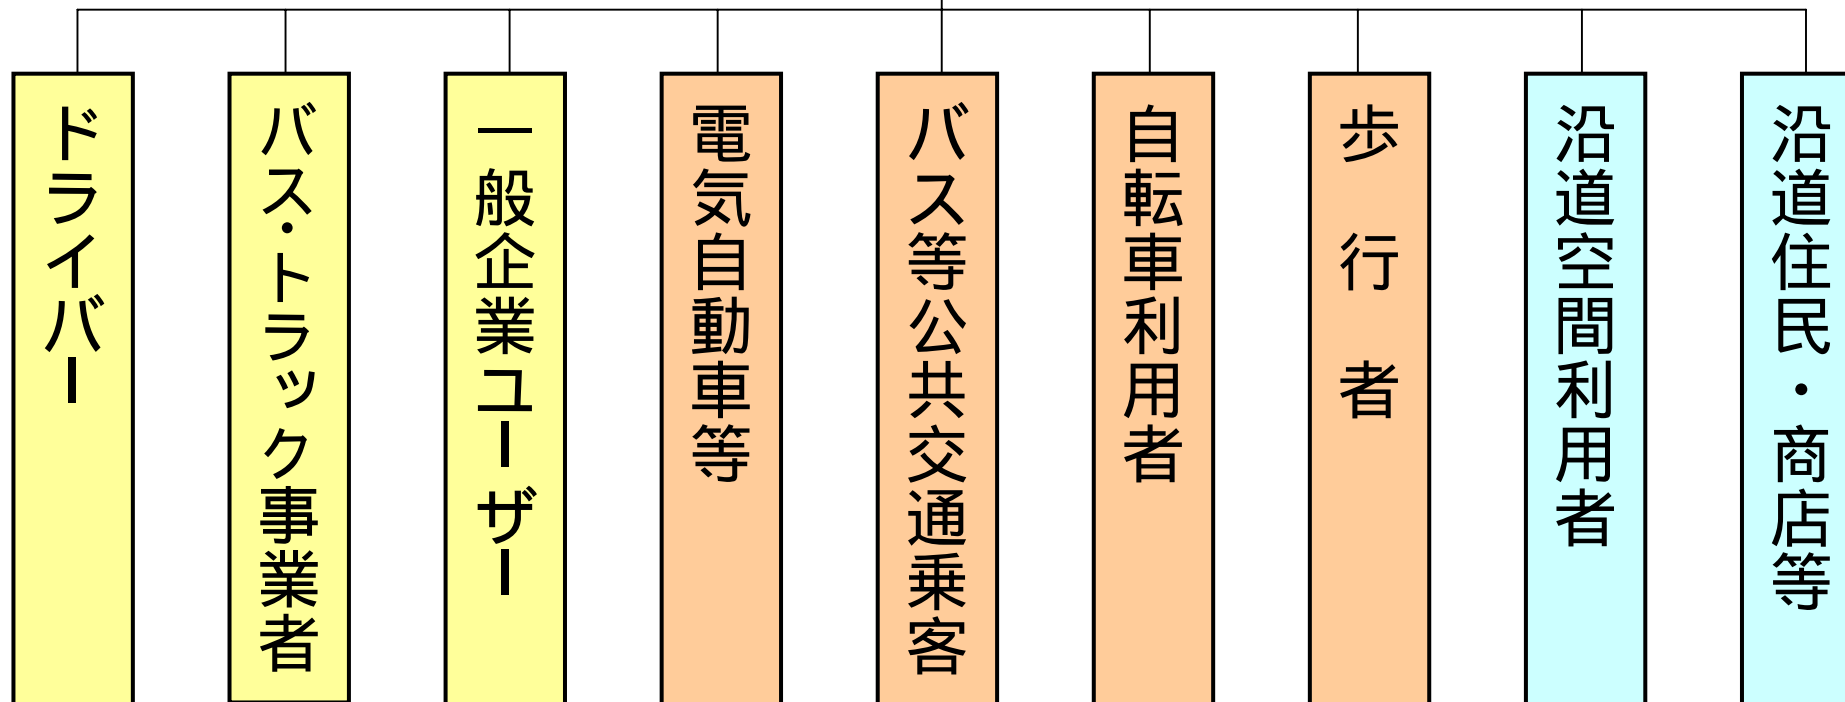 ドライバー
バス・トラック事業者
一般企業ユーザー
電気自動車等
バス等公共交通乗客
自転車利用者
歩行者
沿道空間利用者
沿道住民・商店等